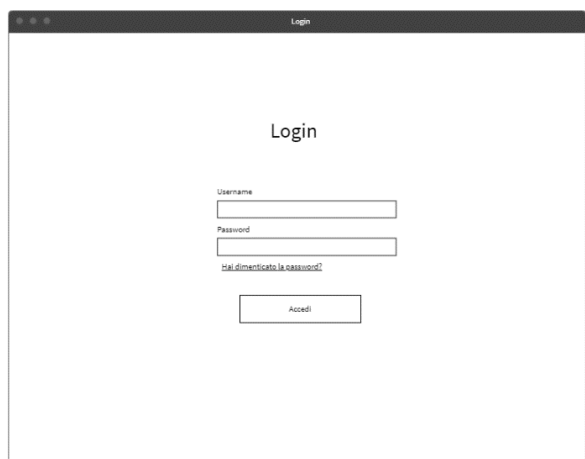 Login
Login
Username
Password
Hai dimenticato la password?
Accedi